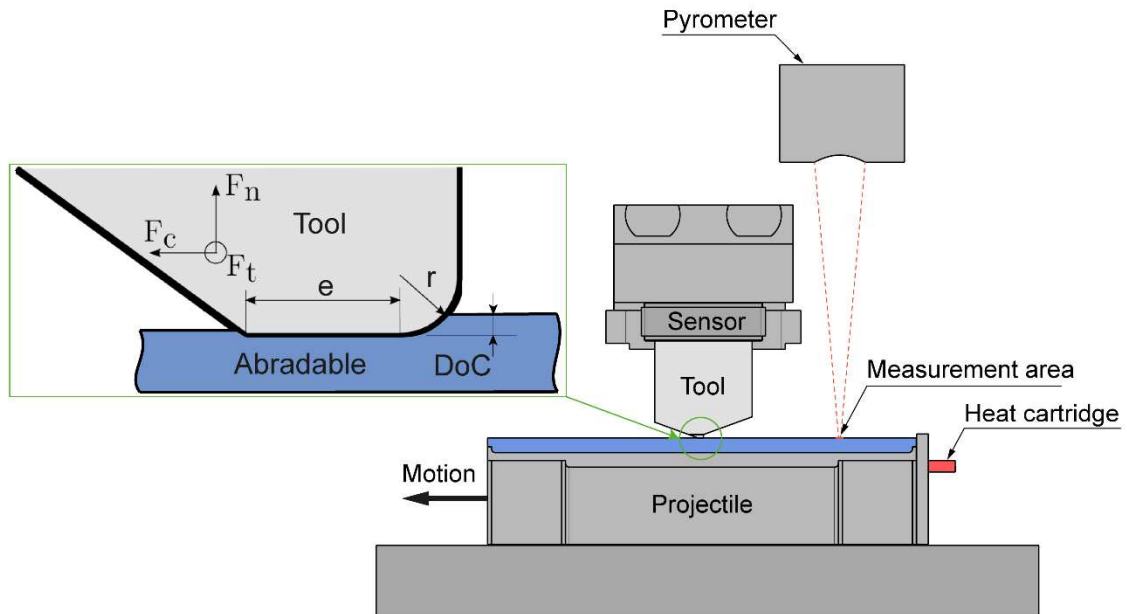 Pyrometer
Fn
Fc
Ft
Tool
e
r
Abradable
DoC
Sensor
Tool
Measurement area
Heat cartridge
Motion
Projectile